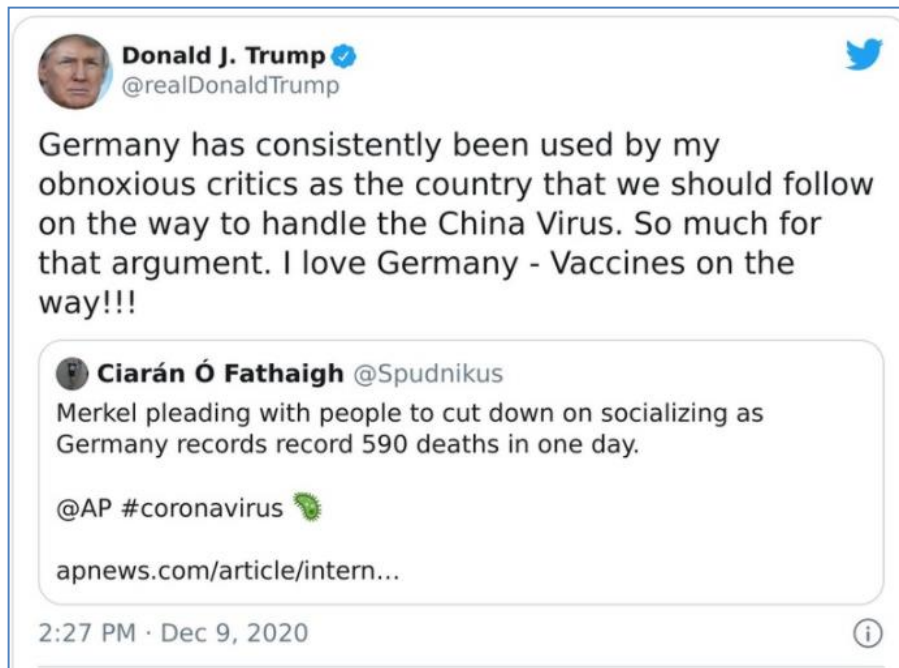 Donald J. Trump
@realDonaldTrump
Germany has consistently been used by my
obnoxious critics as the country that we should follow
on the way to handle the China Virus. So much for
that argument. I love Germany - Vaccines on the
way!!!
Ciarán Ó Fathaigh @Spudnikus
Merkel pleading with people to cut down on socializing as
Germany records record 590 deaths in one day.
@AP #coronavirus 🦠
apnews.com/article/intern...
2:27 PM · Dec 9, 2020